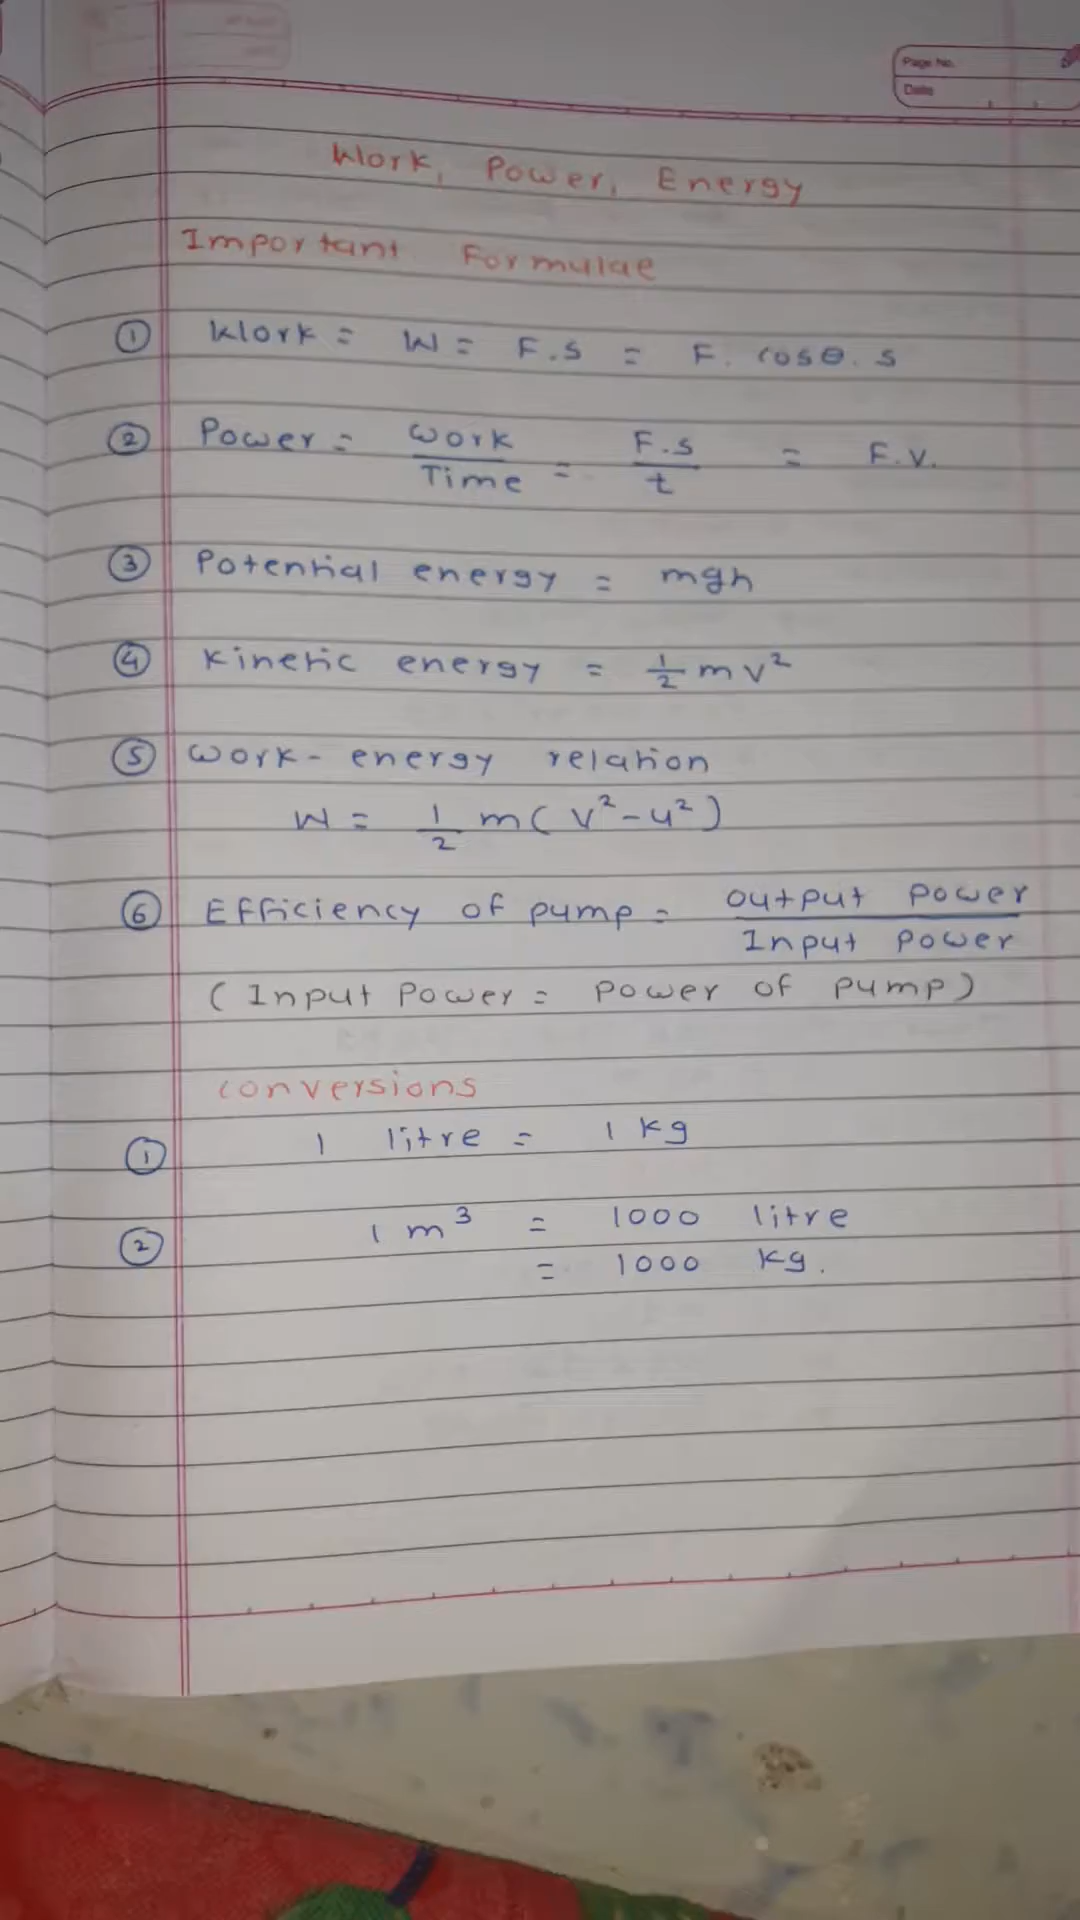 Page No.
Date
Work, Power, Energy
Important Formulae
① Work = W = F.S = F. cosθ. s
② Power = Work / Time = F.S / t = F.V.
③ Potential energy = mgh
④ Kinetic energy = 1/2 mv²
⑤ Work- energy relation
W = 1/2 m(v²-u²)
⑥ Efficiency of pump = output power / Input power
( Input Power = power of pump)
conversions
① 1 litre = 1 kg
② 1 m³ = 1000 litre
= 1000 kg.